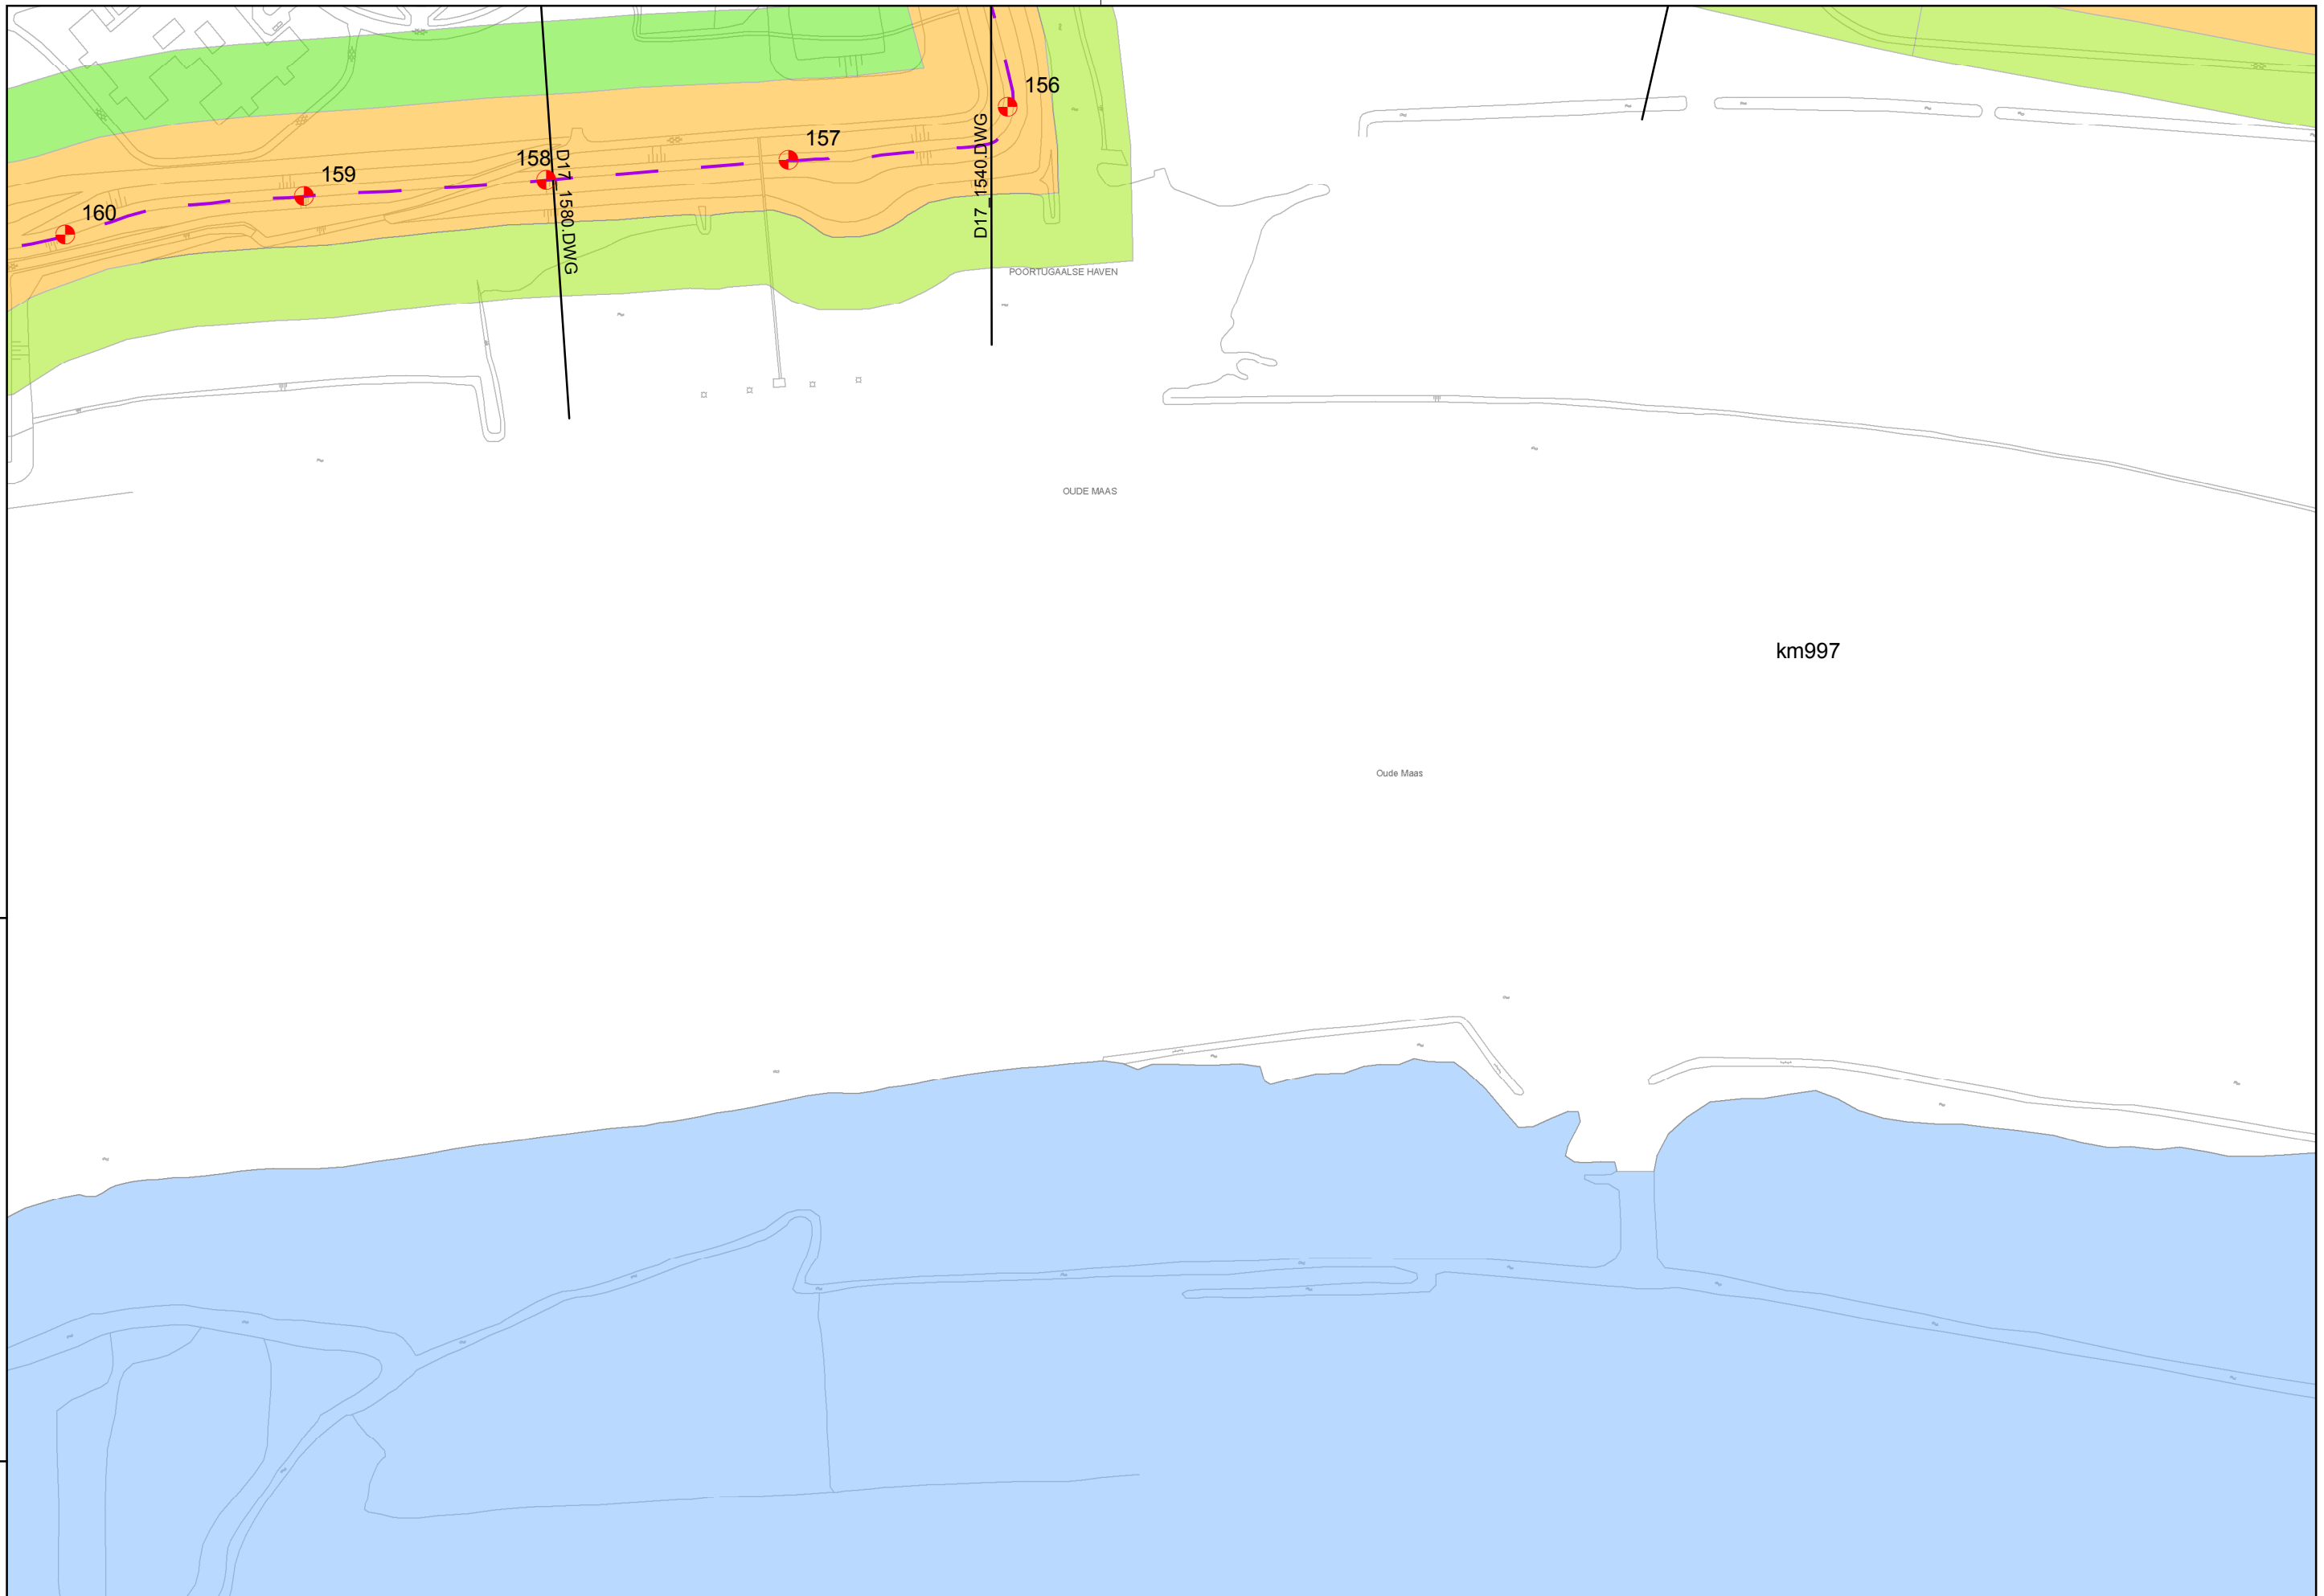 156
157
158
159
160
D17_1580.DWG
D17_1540.DWG
POORTUGAALSE HAVEN
OUDE MAAS
km997
Oude Maas